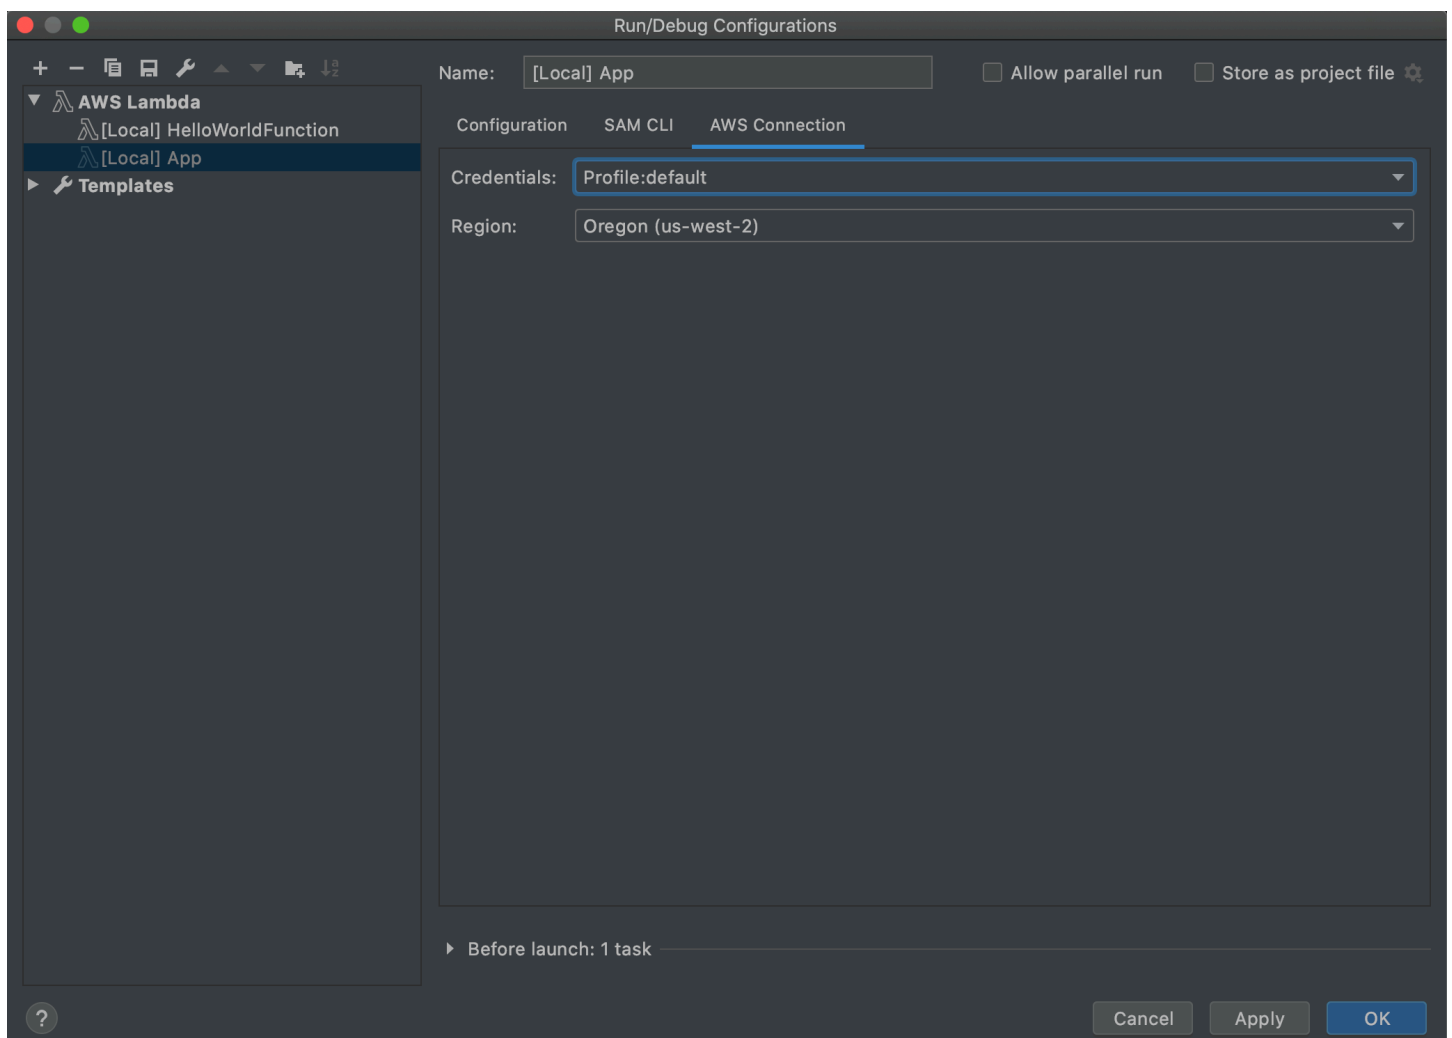 Run/Debug Configurations
AWS Lambda
[Local] HelloWorldFunction
[Local] App
Templates
Name: [Local] App Allow parallel run Store as project file
Configuration SAM CLI AWS Connection
Credentials: Profile:default
Region: Oregon (us-west-2)
Before launch: 1 task
? Cancel Apply OK